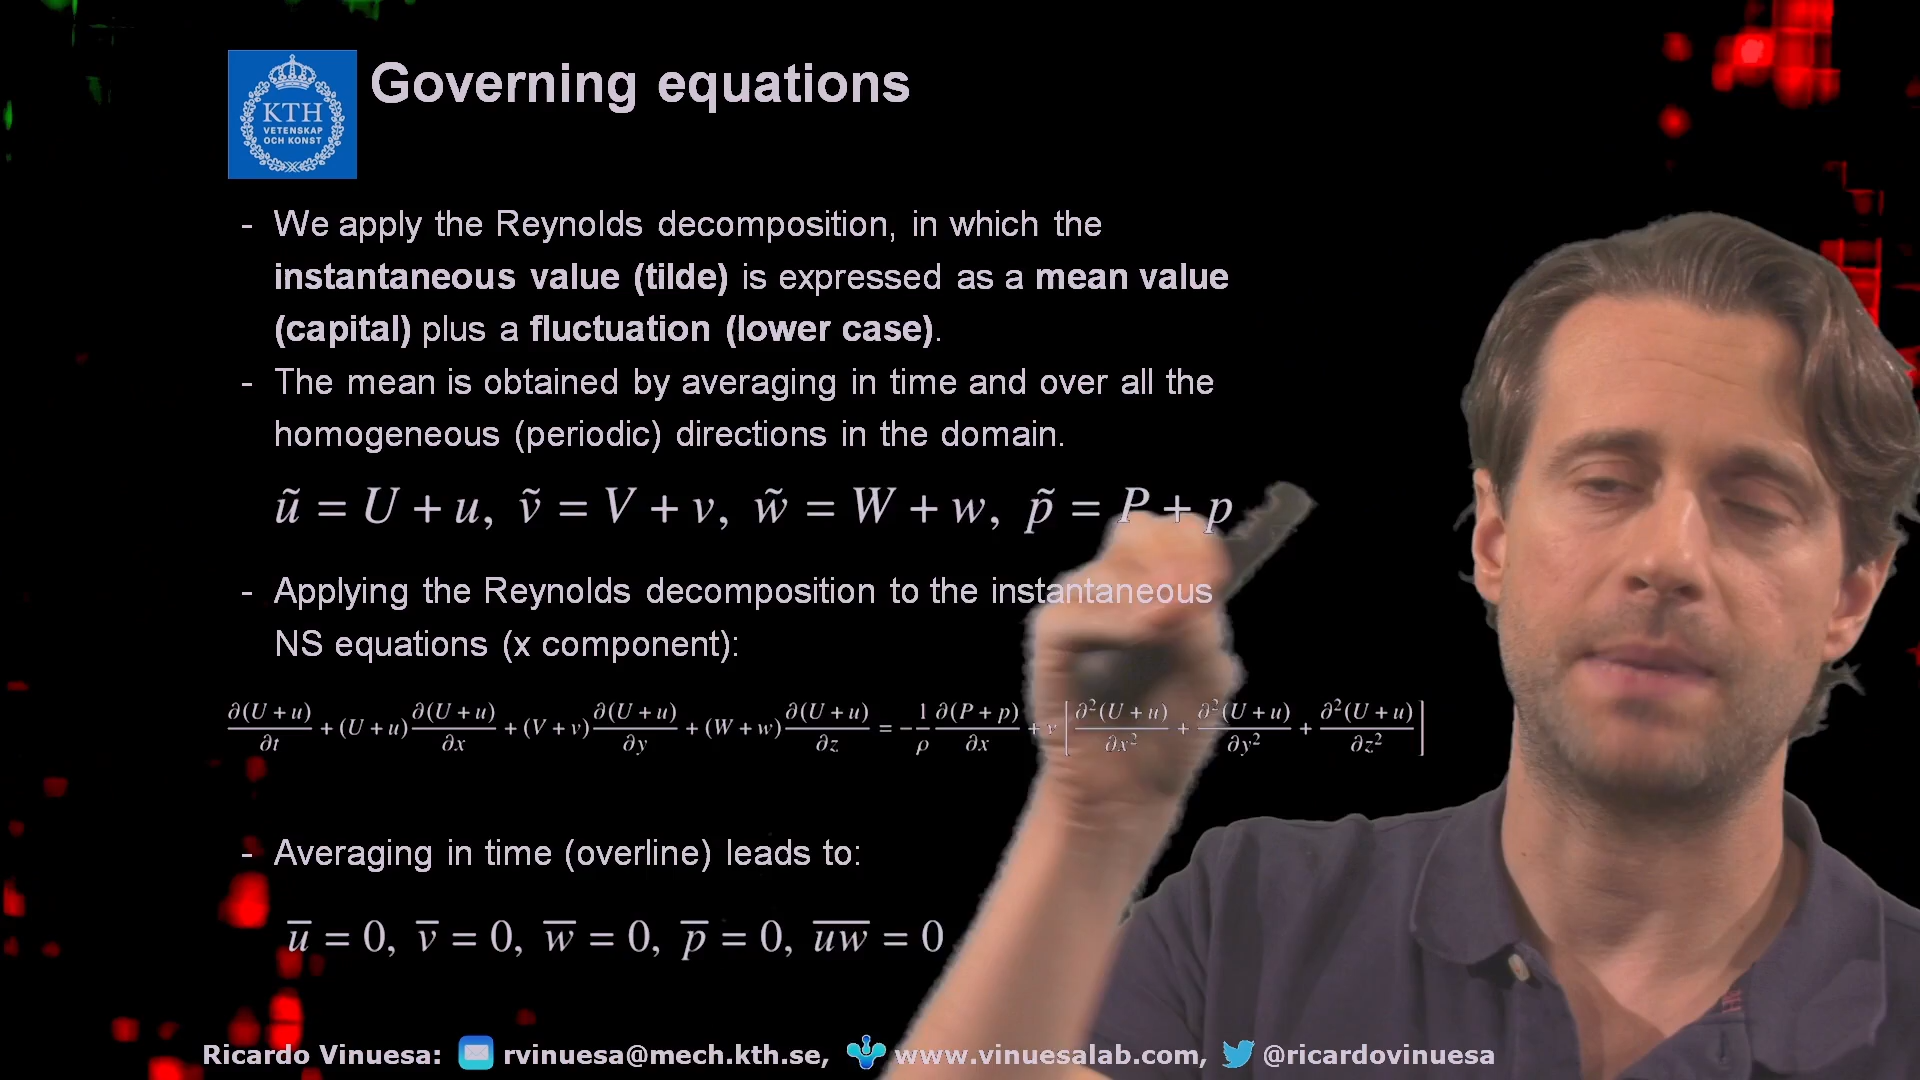 KTH
VETENSKAP
OCH KONST
Governing equations
- We apply the Reynolds decomposition, in which the
instantaneous value (tilde) is expressed as a mean value
(capital) plus a fluctuation (lower case).
- The mean is obtained by averaging in time and over all the
homogeneous (periodic) directions in the domain.
ũ = U + u, ṽ = V + v, w̃ = W + w, p̃ = P + p
- Applying the Reynolds decomposition to the instantaneous
NS equations (x component):
∂(U + u)/∂t + (U + u) ∂(U + u)/∂x + (V + v) ∂(U + u)/∂y + (W + w) ∂(U + u)/∂z = − 1/ρ ∂(P + p)/∂x + ν [ ∂²(U + u)/∂x² + ∂²(U + u)/∂y² + ∂²(U + u)/∂z² ]
- Averaging in time (overline) leads to:
u̅ = 0, v̅ = 0, w̅ = 0, p̅ = 0, u̅w̅ = 0
Ricardo Vinuesa: rvinuesa@mech.kth.se, www.vinuesalab.com, @ricardovinuesa